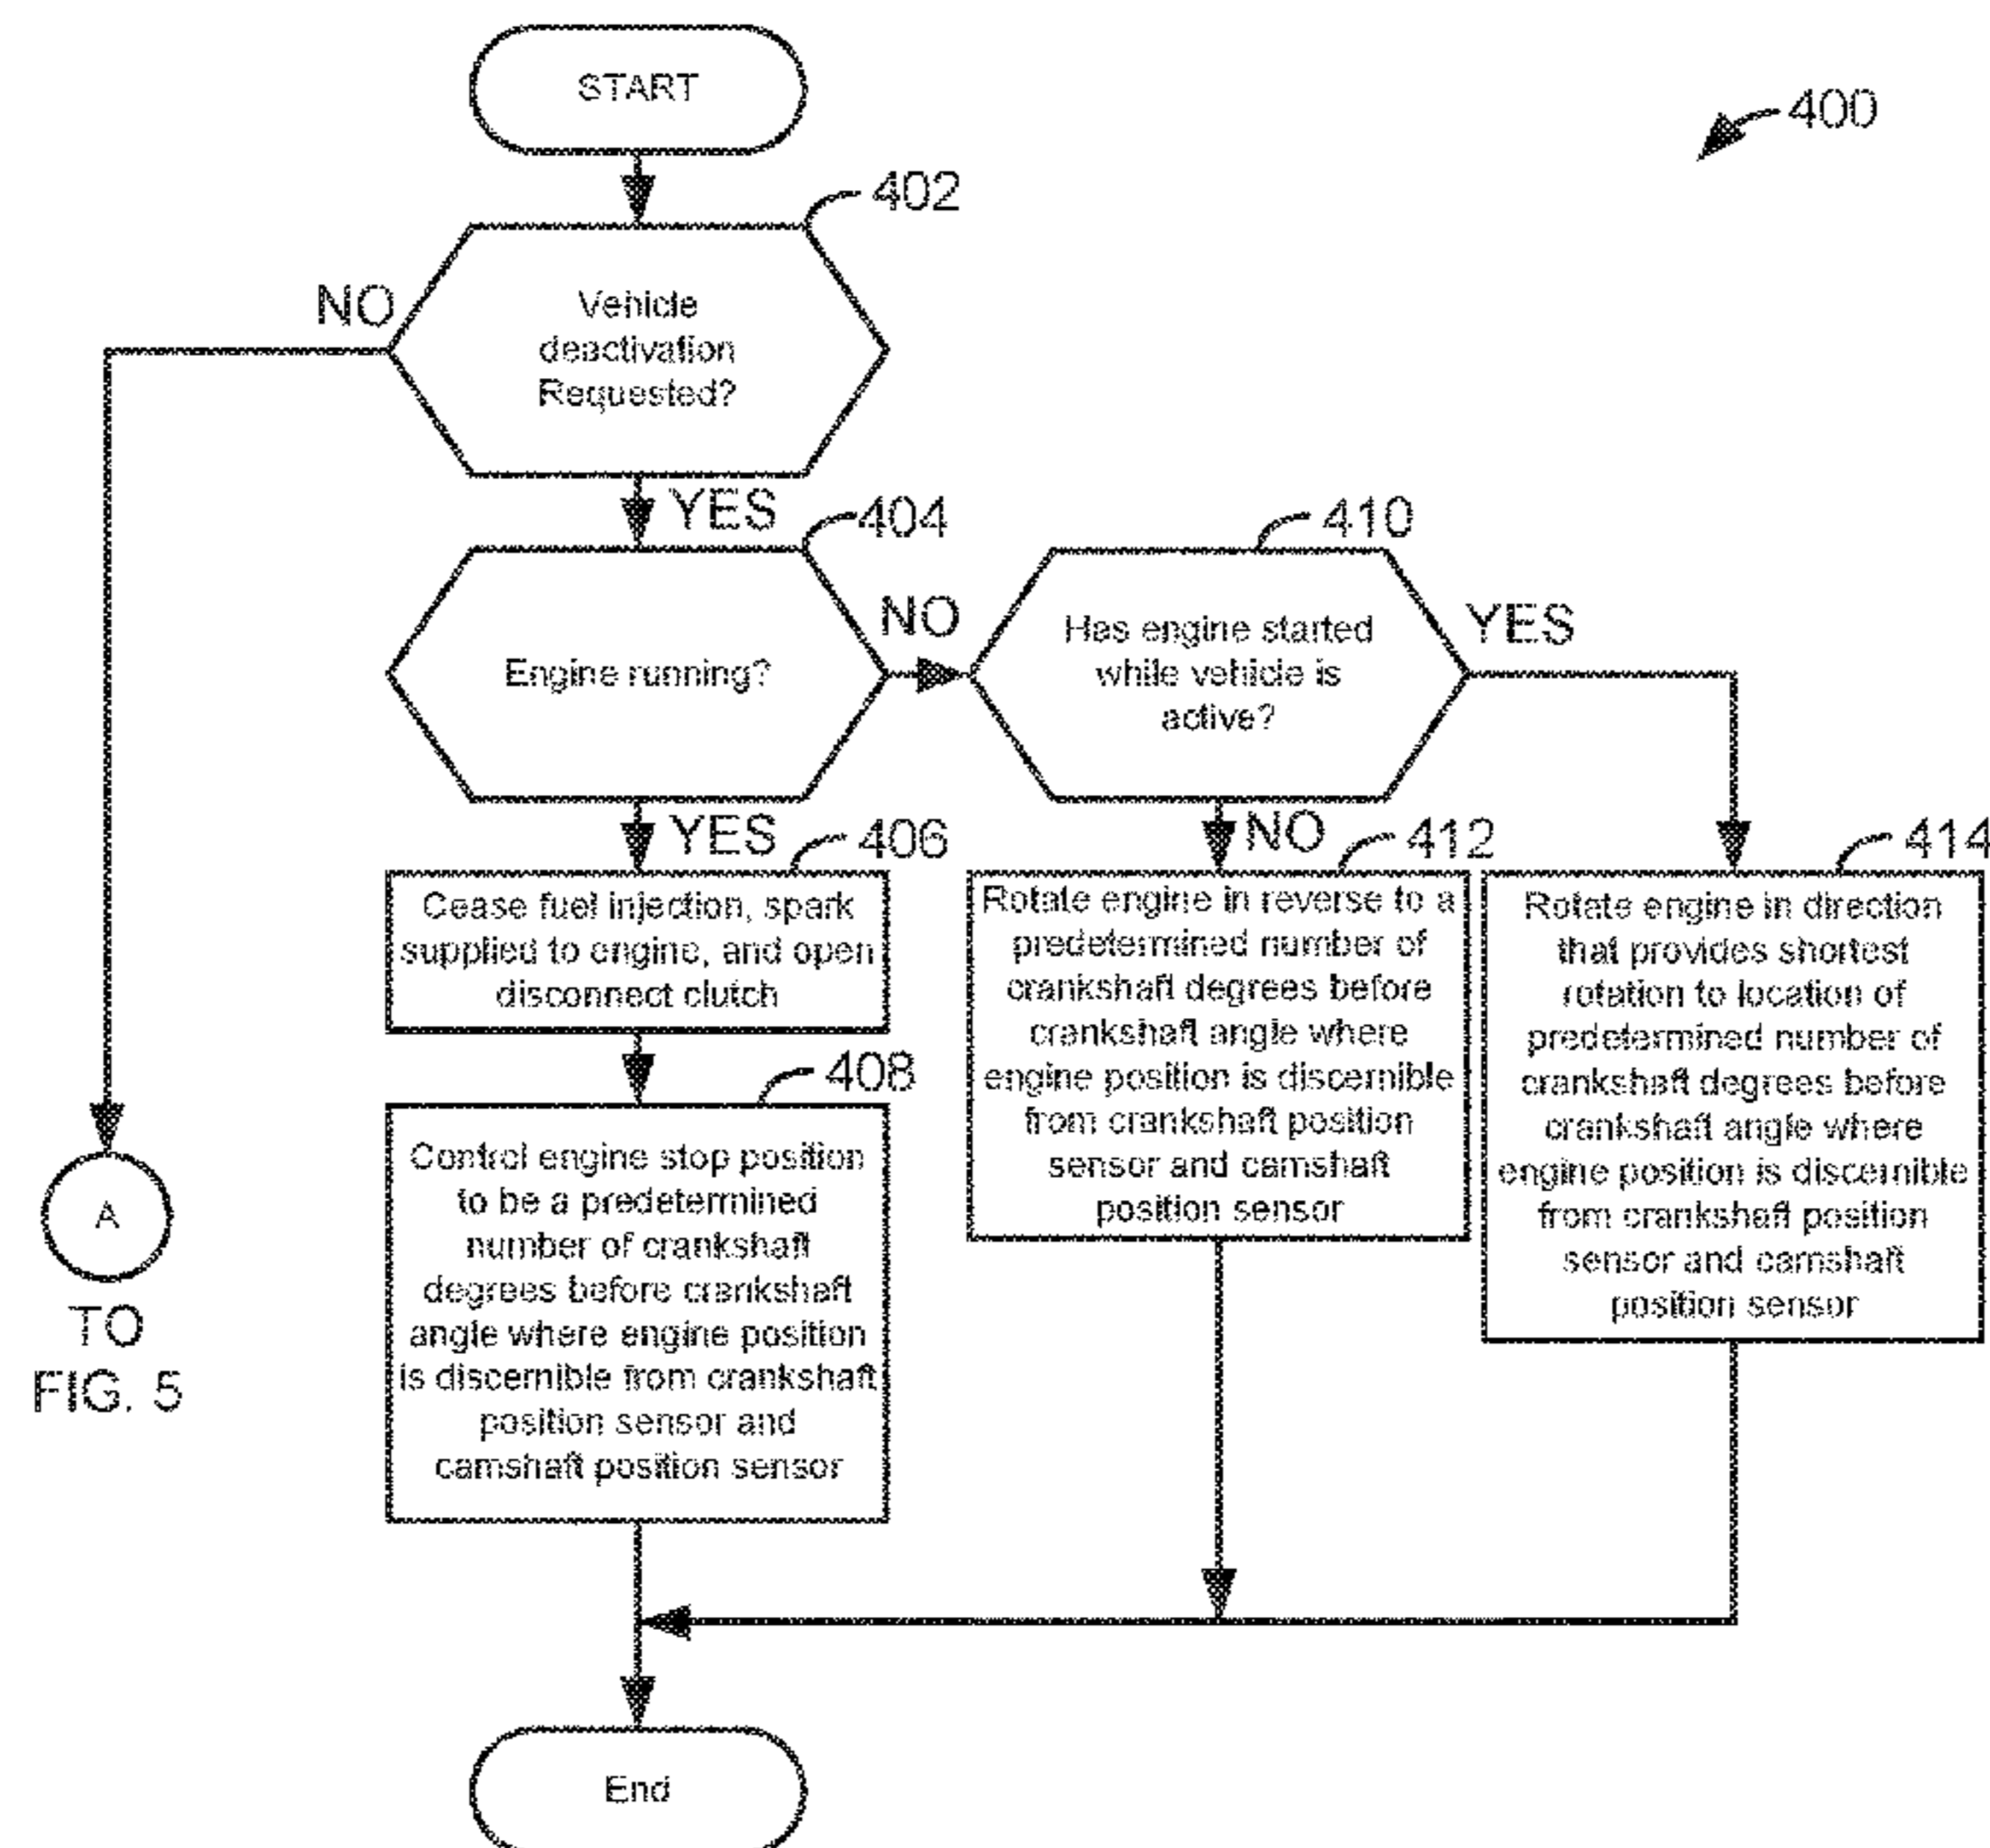 START
400
402
NO
Vehicle
deactivation
Requested?
YES
404
Engine running?
NO
410
Has engine started
while vehicle is
active?
YES
YES
406
Cease fuel injection, spark
supplied to engine, and open
disconnect clutch
NO
412
Rotate engine in reverse to a
predetermined number of
crankshaft degrees before
crankshaft angle where
engine position is discernible
from crankshaft position
sensor and camshaft
position sensor
414
Rotate engine in direction
that provides shortest
rotation to location of
predetermined number of
crankshaft degrees before
crankshaft angle where
engine position is discernible
from crankshaft position
sensor and camshaft
position sensor
408
Control engine stop position
to be a predetermined
number of crankshaft
degrees before crankshaft
angle where engine position
is discernible from crankshaft
position sensor and
camshaft position sensor
A
TO
FIG. 5
End